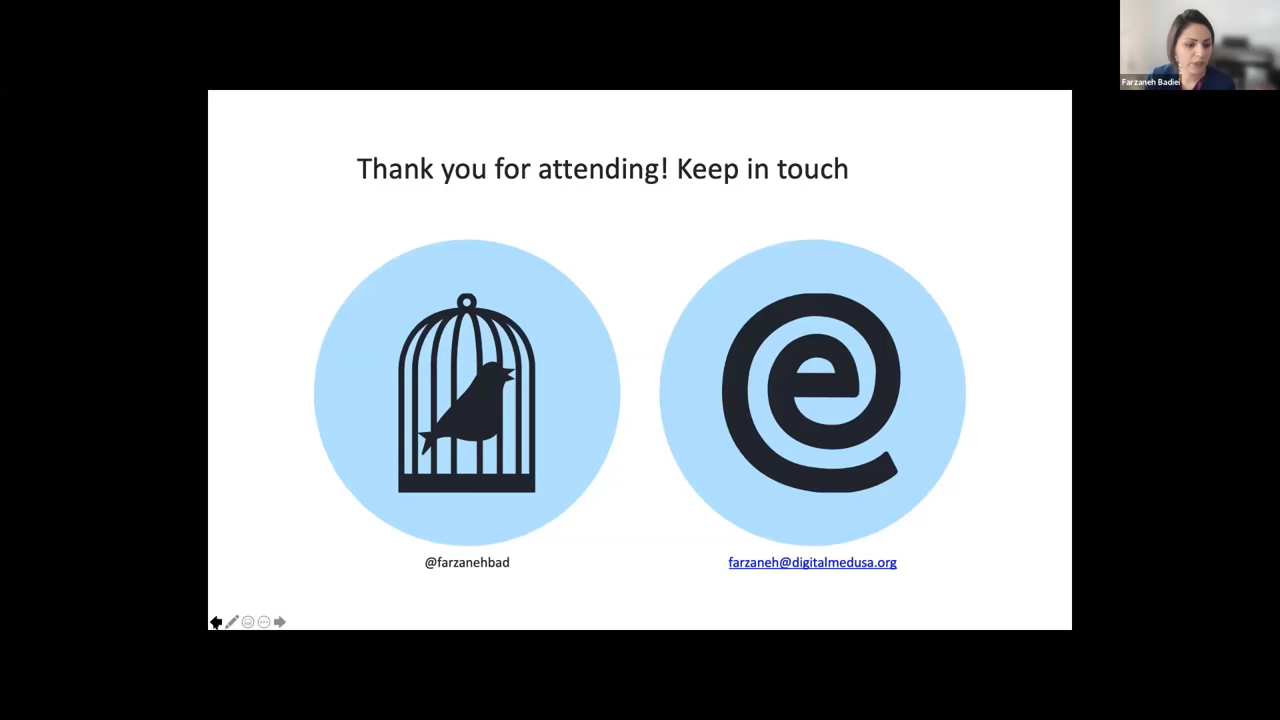 Farzaneh Badiei
Thank you for attending! Keep in touch
@farzanehbad
farzaneh@digitalmedusa.org